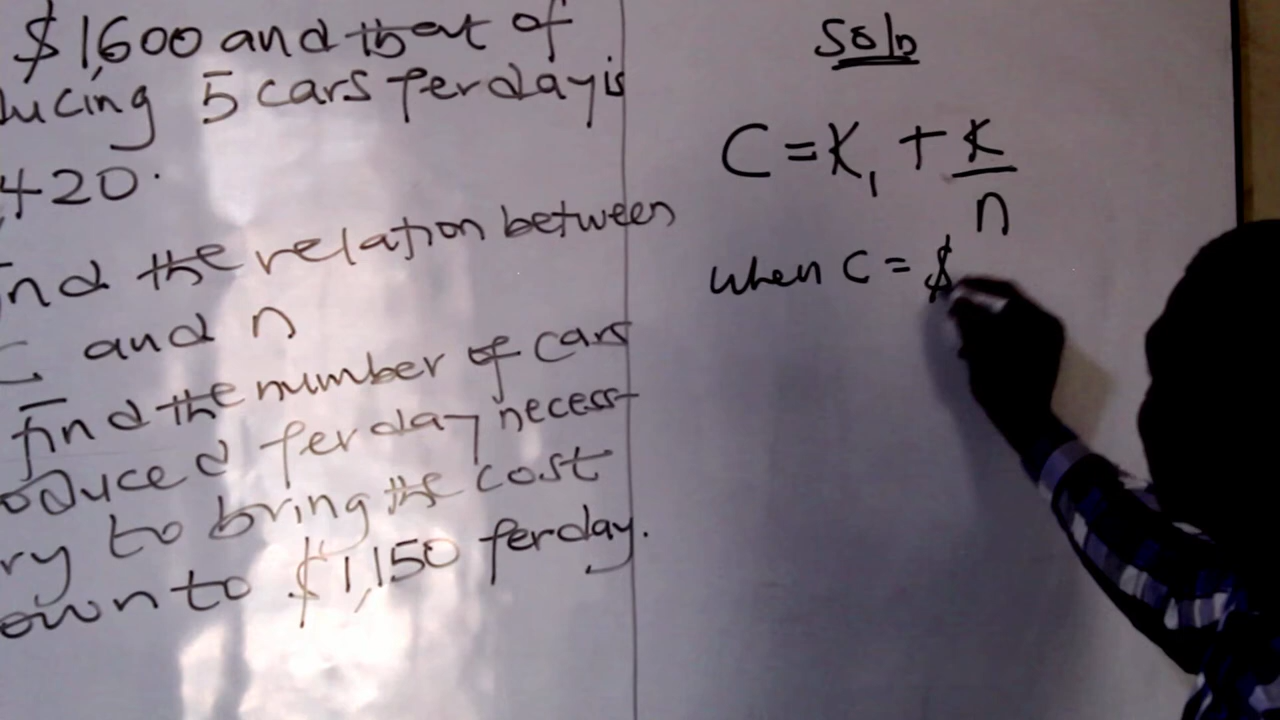 $1,600 and that of
ducing 5 cars per day is
420.
find the relation between
C and n
find the number of cars
oduced per day necess-
ry to bring the cost
own to $1,150 per day.
Soln
C = K₁ + K/n
when C = $